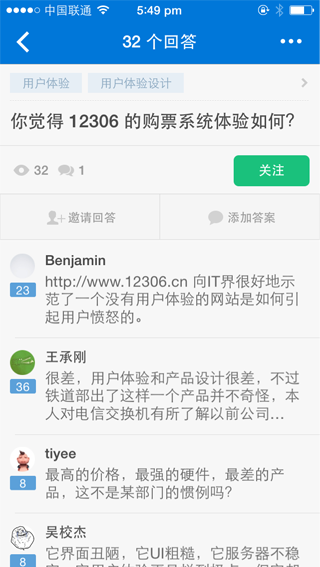 中国联通 5:49 pm
32 个回答
用户体验 用户体验设计
你觉得 12306 的购票系统体验如何?
32 1 关注
邀请回答 添加答案
Benjamin
23
http://www.12306.cn 向IT界很好地示
范了一个没有用户体验的网站是如何引
起用户愤怒的。
王承刚
36
很差，用户体验和产品设计很差，不过
铁道部出了这样一个产品并不奇怪，本
人对电信交换机有所了解以前公司…
tiyee
8
最高的价格，最强的硬件，最差的产
品，这不是某部门的惯例吗?
吴校杰
8
它界面丑陋，它UI粗糙，它服务器不稳